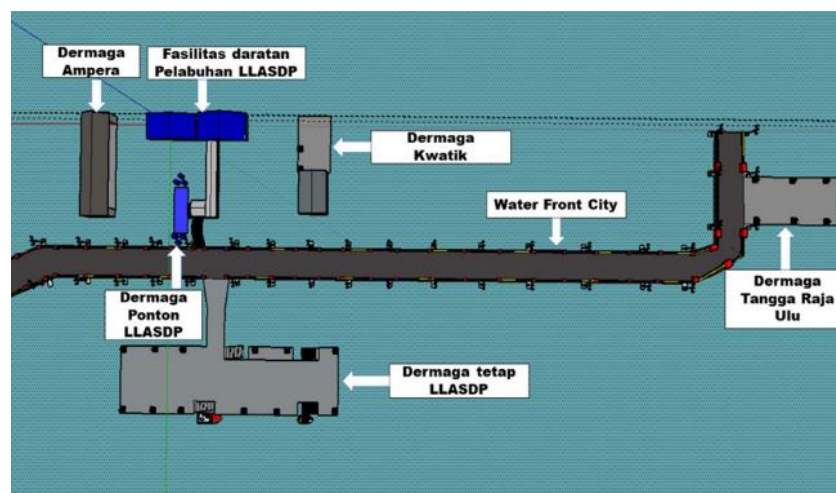 Dermaga
Ampera
Fasilitas daratan
Pelabuhan LLASDP
Dermaga
Kwatik
Water Front City
Dermaga
Ponton
LLASDP
Dermaga
Tangga Raja
Ulu
Dermaga tetap
LLASDP